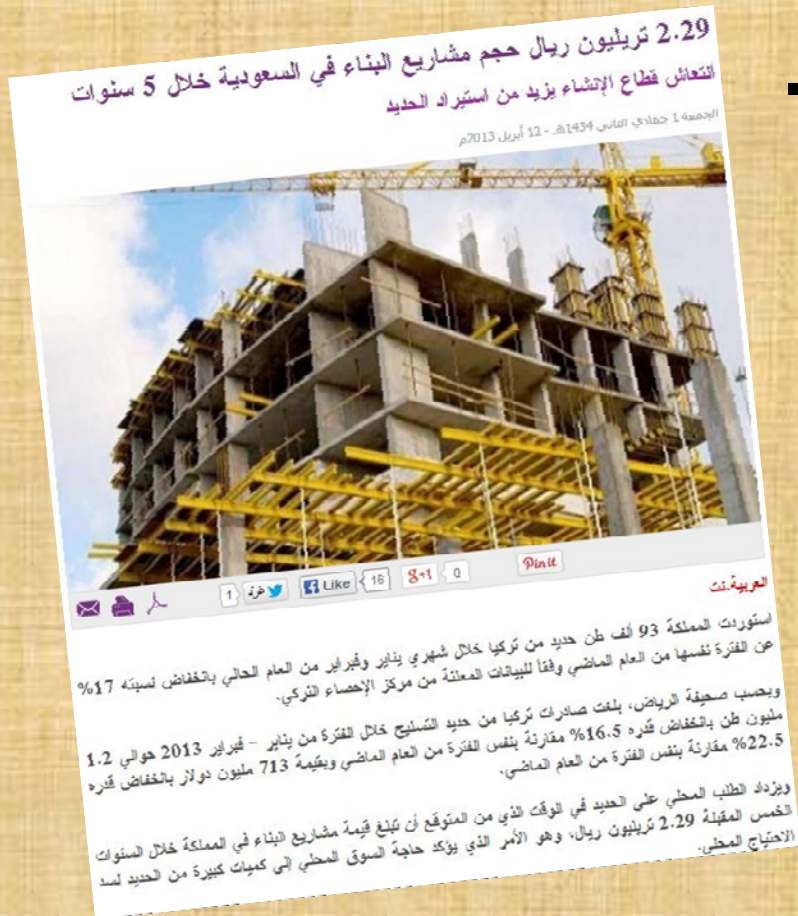 2.29 تريليون ريال حجم مشاريع البناء في السعودية خلال 5 سنوات
انتعاش قطاع الإنشاء يزيد من استيراد الحديد
الجمعة 1 جمادي الثاني 1434هـ - 12 أبريل 2013م
1 غرد Like 16 +1 0 Pin it
العربية.نت
استوردت المملكة 93 ألف طن حديد من تركيا خلال شهري يناير وفبراير من العام الحالي بانخفاض نسبته 17%
عن الفترة نفسها من العام الماضي وفقاً للبيانات المعلنة من مركز الإحصاء التركي.
وبحسب صحيفة الرياض، بلغت صادرات تركيا من حديد التسليح خلال الفترة من يناير – فبراير 2013 حوالي 1.2
مليون طن بانخفاض قدره 16.5% مقارنة بنفس الفترة من العام الماضي وبقيمة 713 مليون دولار بانخفاض قدره
22.5% مقارنة بنفس الفترة من العام الماضي.
ويزداد الطلب المحلي على الحديد في الوقت الذي من المتوقع أن تبلغ قيمة مشاريع البناء في المملكة خلال السنوات
الخمس المقبلة 2.29 تريليون ريال، وهو الأمر الذي يؤكد حاجة السوق المحلي إلى كميات كبيرة من الحديد لسد
الاحتياج المحلي.